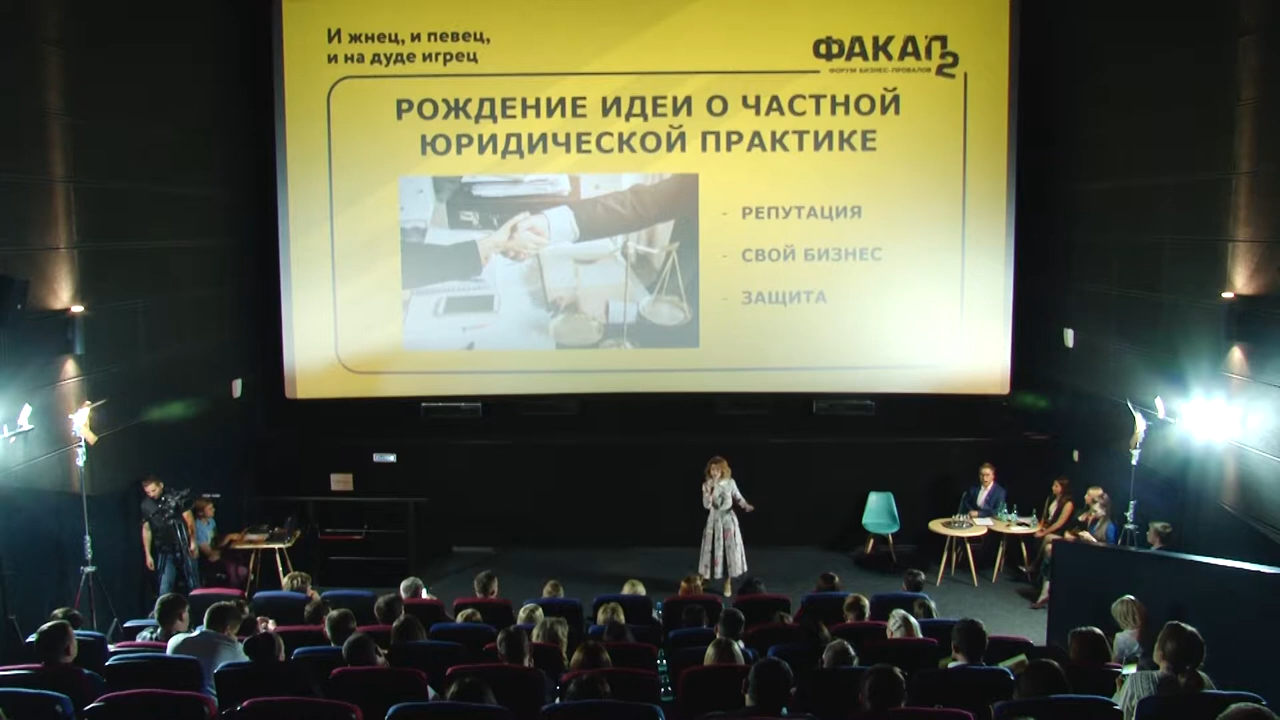 И жнец, и певец,
и на дуде игрец
ФАКАП2
ФОРУМ БИЗНЕС-ПРОВАЛОВ
РОЖДЕНИЕ ИДЕИ О ЧАСТНОЙ
ЮРИДИЧЕСКОЙ ПРАКТИКЕ
- РЕПУТАЦИЯ
- СВОЙ БИЗНЕС
- ЗАЩИТА